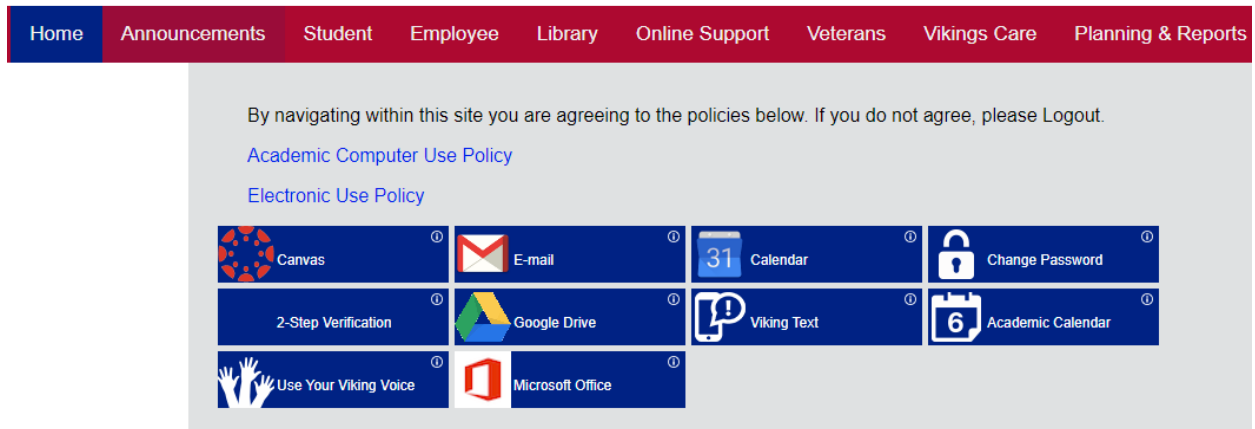 Home Announcements Student Employee Library Online Support Veterans Vikings Care Planning & Reports
By navigating within this site you are agreeing to the policies below. If you do not agree, please Logout.
Academic Computer Use Policy
Electronic Use Policy
Canvas E-mail 31 Calendar Change Password
2-Step Verification Google Drive Viking Text 6 Academic Calendar
Use Your Viking Voice Microsoft Office